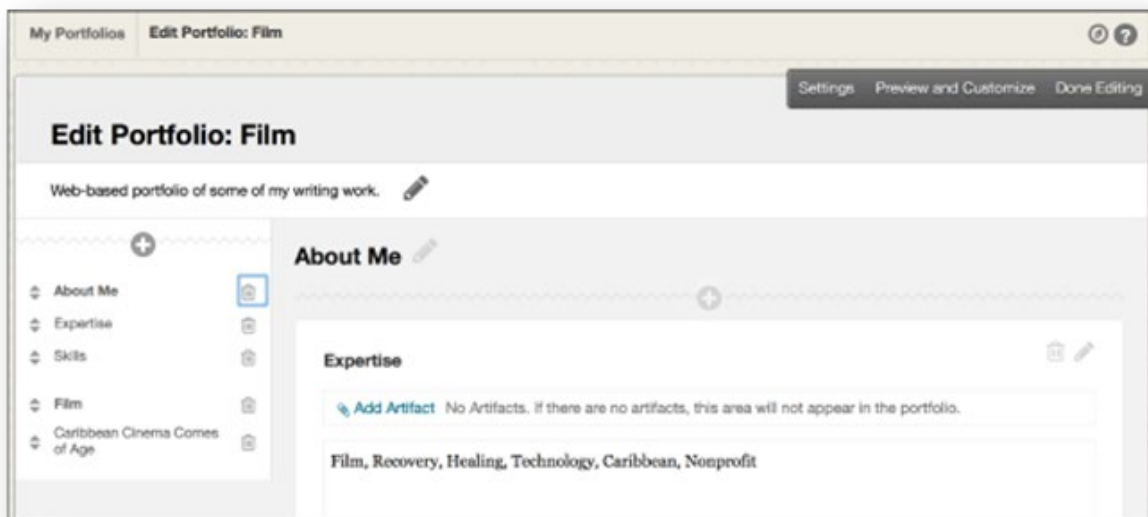 My Portfolios Edit Portfolio: Film
Settings Preview and Customize Done Editing
Edit Portfolio: Film
Web-based portfolio of some of my writing work.
About Me
Expertise
Skills
Film
Caribbean Cinema Comes
of Age
About Me
Expertise
Add Artifact No Artifacts. If there are no artifacts, this area will not appear in the portfolio.
Film, Recovery, Healing, Technology, Caribbean, Nonprofit